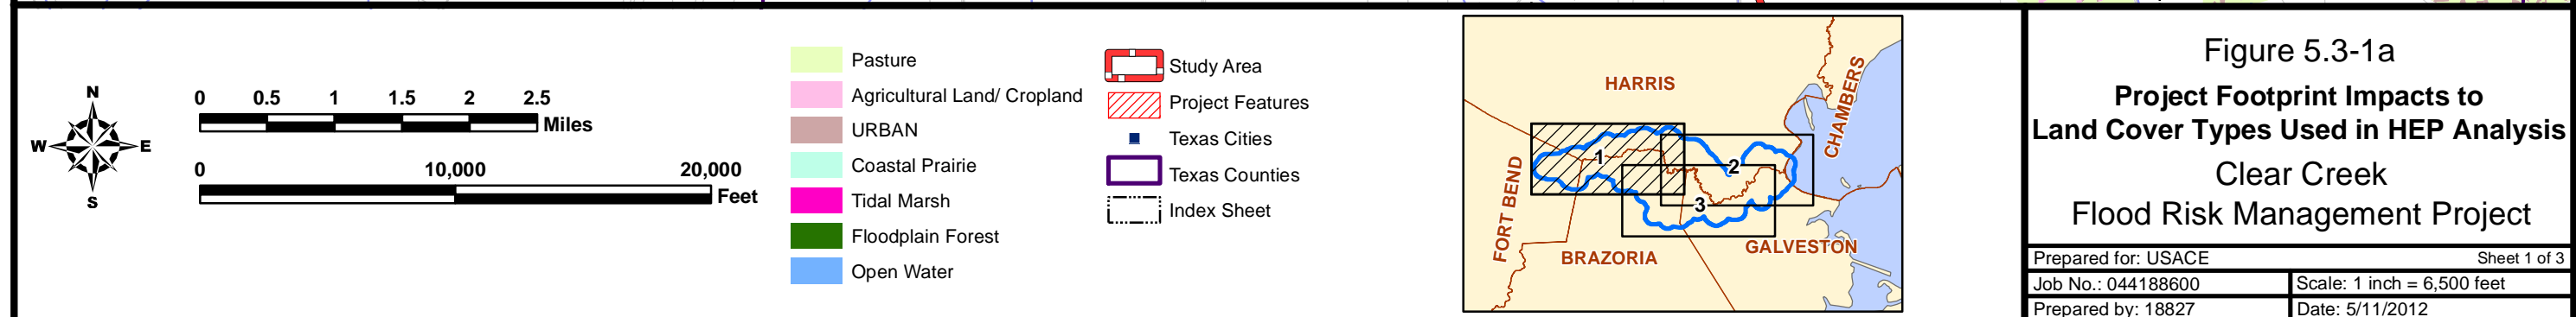 N
W E
S
0 0.5 1 1.5 2 2.5
Miles
0 10,000 20,000
Feet
Pasture
Agricultural Land/ Cropland
URBAN
Coastal Prairie
Tidal Marsh
Floodplain Forest
Open Water
Study Area
Project Features
Texas Cities
Texas Counties
Index Sheet
HARRIS
CHAMBERS
FORT BEND
BRAZORIA
GALVESTON
1
2
3
Figure 5.3-1a
Project Footprint Impacts to
Land Cover Types Used in HEP Analysis
Clear Creek
Flood Risk Management Project
Prepared for: USACE Sheet 1 of 3
Job No.: 044188600 Scale: 1 inch = 6,500 feet
Prepared by: 18827 Date: 5/11/2012